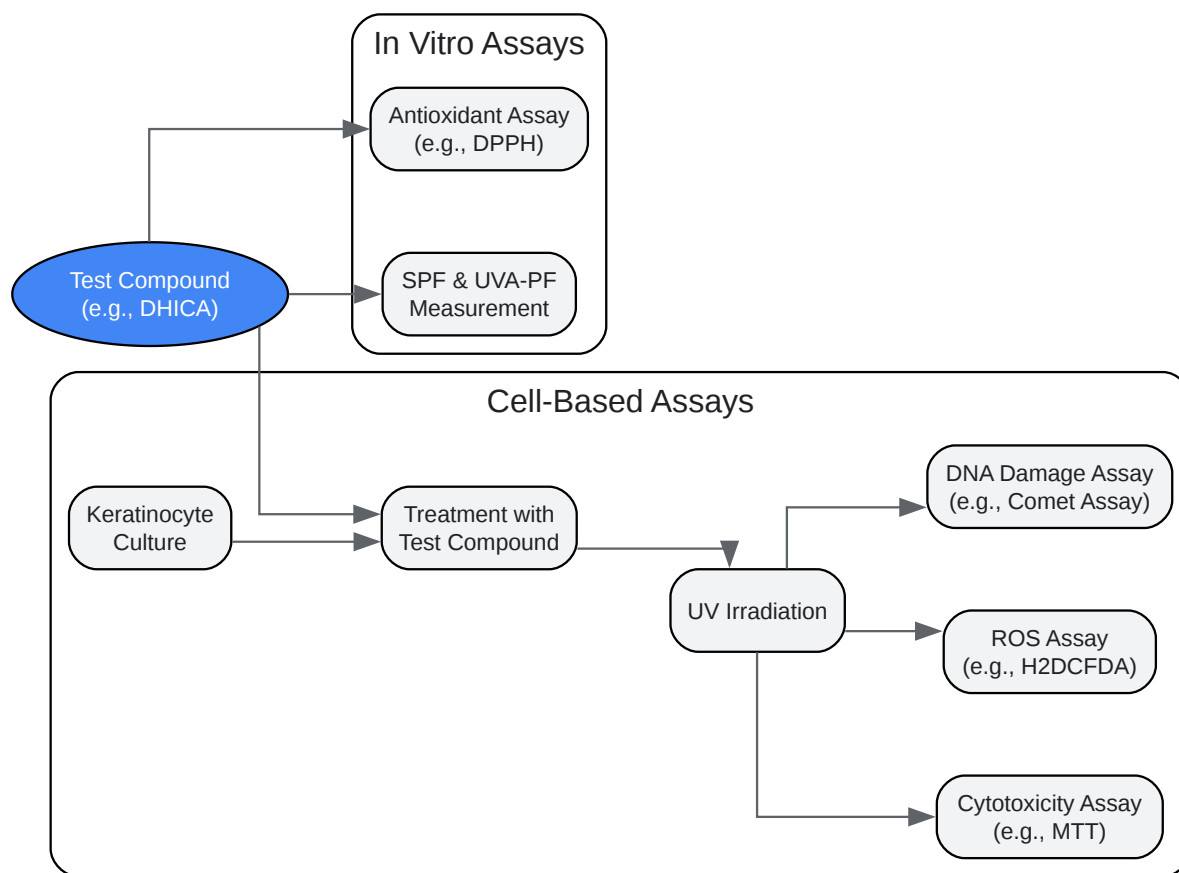 In Vitro Assays
Antioxidant Assay
(e.g., DPPH)
Test Compound
(e.g., DHICA)
SPF & UVA-PF
Measurement
Cell-Based Assays
Keratinocyte
Culture
Treatment with
Test Compound
UV Irradiation
DNA Damage Assay
(e.g., Comet Assay)
ROS Assay
(e.g., H2DCFDA)
Cytotoxicity Assay
(e.g., MTT)